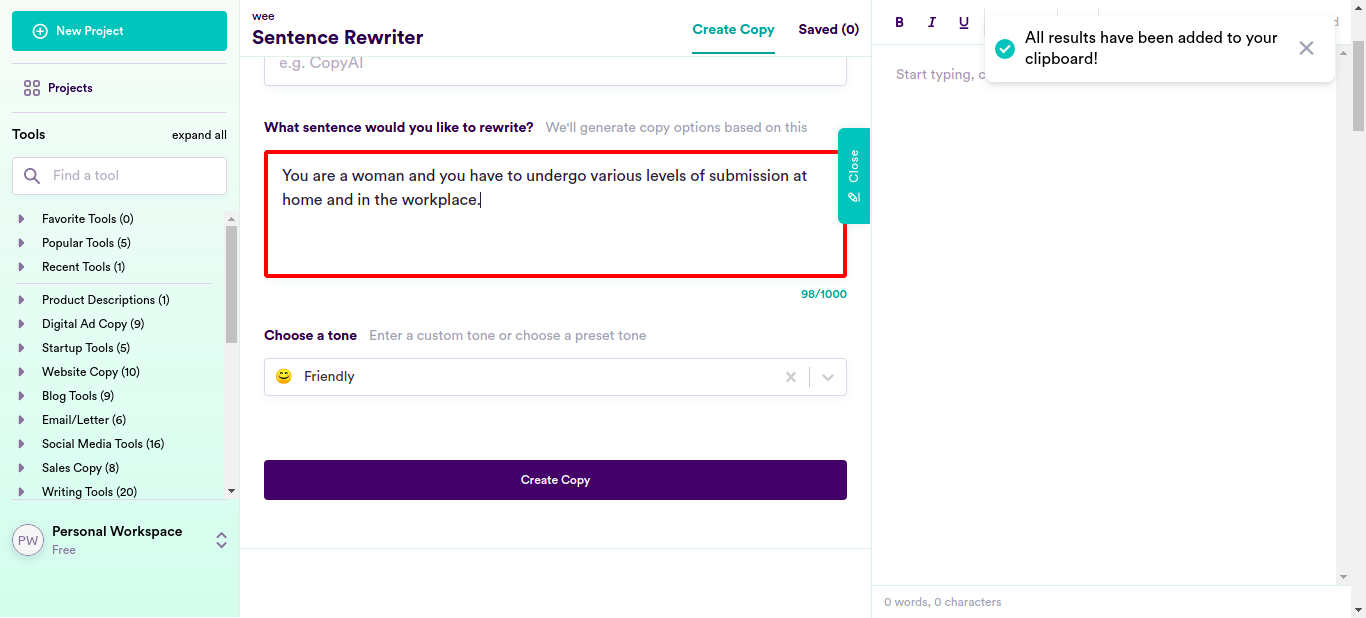 New Project
Projects
Tools
expand all
Find a tool
Favorite Tools (0)
Popular Tools (5)
Recent Tools (1)
Product Descriptions (1)
Digital Ad Copy (9)
Startup Tools (5)
Website Copy (10)
Blog Tools (9)
Email/Letter (6)
Social Media Tools (16)
Sales Copy (8)
Writing Tools (20)
PW
Personal Workspace
Free
wee
Sentence Rewriter
Create Copy
Saved (0)
e.g. CopyAI
What sentence would you like to rewrite? We'll generate copy options based on this
You are a woman and you have to undergo various levels of submission at
home and in the workplace.
98/1000
Close
Choose a tone Enter a custom tone or choose a preset tone
Friendly
Create Copy
B I U
All results have been added to your
clipboard!
Start typing,
0 words, 0 characters